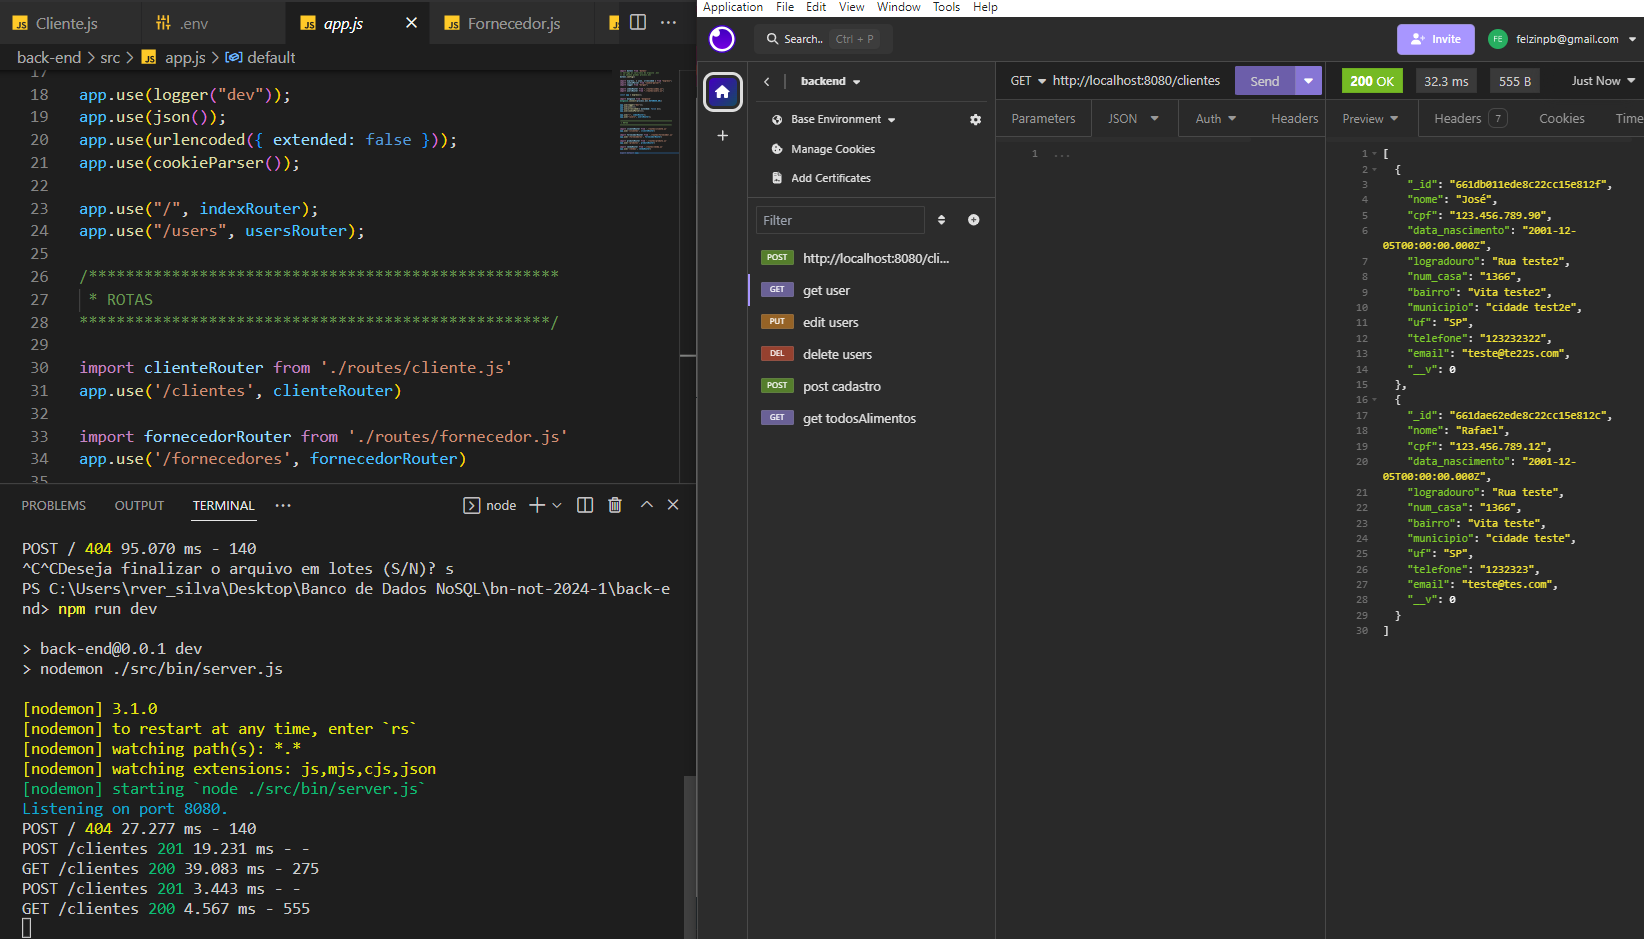 Cliente.js
.env
app.js
Fornecedor.js
back-end > src > app.js > default
17
18 app.use(logger("dev"));
19 app.use(json());
20 app.use(urlencoded({ extended: false }));
21 app.use(cookieParser());
22
23 app.use("/", indexRouter);
24 app.use("/users", usersRouter);
25
26 /****************************************************
27 * ROTAS
28 ****************************************************/
29
30 import clienteRouter from './routes/cliente.js'
31 app.use('/clientes', clienteRouter)
32
33 import fornecedorRouter from './routes/fornecedor.js'
34 app.use('/fornecedores', fornecedorRouter)
35
PROBLEMS OUTPUT TERMINAL ··· node
POST / 404 95.070 ms - 140
^C^CDeseja finalizar o arquivo em lotes (S/N)? s
PS C:\Users\rver_silva\Desktop\Banco de Dados NoSQL\bn-not-2024-1\back-e
nd> npm run dev
> back-end@0.0.1 dev
> nodemon ./src/bin/server.js
[nodemon] 3.1.0
[nodemon] to restart at any time, enter `rs`
[nodemon] watching path(s): *.*
[nodemon] watching extensions: js,mjs,cjs,json
[nodemon] starting `node ./src/bin/server.js`
Listening on port 8080.
POST / 404 27.277 ms - 140
POST /clientes 201 19.231 ms - -
GET /clientes 200 39.083 ms - 275
POST /clientes 201 3.443 ms - -
GET /clientes 200 4.567 ms - 555
Application File Edit View Window Tools Help
Search.. Ctrl + P
Invite
FE felzinpb@gmail.com
backend
Base Environment
Manage Cookies
Add Certificates
Filter
POST http://localhost:8080/cli...
GET get user
PUT edit users
DEL delete users
POST post cadastro
GET get todosAlimentos
GET http://localhost:8080/clientes Send
Parameters JSON Auth Headers
1 ...
200 OK 32.3 ms 555 B Just Now
Preview Headers 7 Cookies Time
1 [
2 {
3 "_id": "661db011ede8c22cc15e812f",
4 "nome": "José",
5 "cpf": "123.456.789.90",
6 "data_nascimento": "2001-12-
05T00:00:00.000Z",
7 "logradouro": "Rua teste2",
8 "num_casa": "1366",
9 "bairro": "Vita teste2",
10 "municipio": "cidade test2e",
11 "uf": "SP",
12 "telefone": "123232322",
13 "email": "teste@te22s.com",
14 "__v": 0
15 },
16 {
17 "_id": "661dae62ede8c22cc15e812c",
18 "nome": "Rafael",
19 "cpf": "123.456.789.12",
20 "data_nascimento": "2001-12-
05T00:00:00.000Z",
21 "logradouro": "Rua teste",
22 "num_casa": "1366",
23 "bairro": "Vita teste",
24 "municipio": "cidade teste",
25 "uf": "SP",
26 "telefone": "1232323",
27 "email": "teste@tes.com",
28 "__v": 0
29 }
30 ]